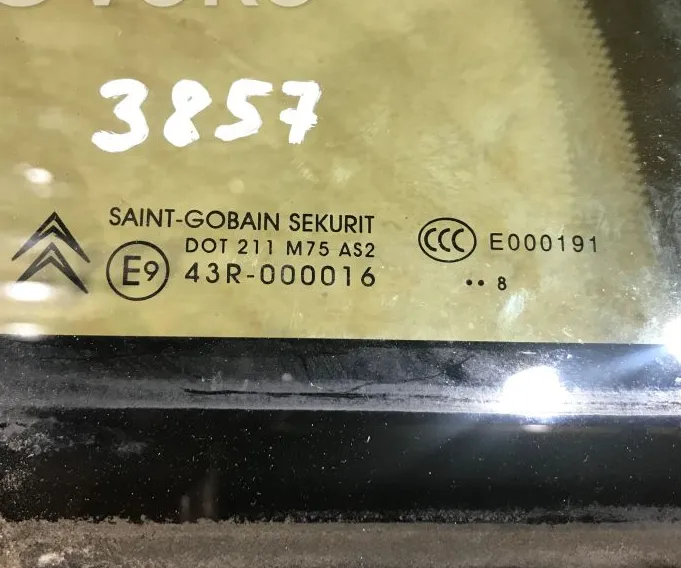 3857
SAINT-GOBAIN SEKURIT
DOT 211 M75 AS2
E9 43R-000016
CCC E000191
•• 8